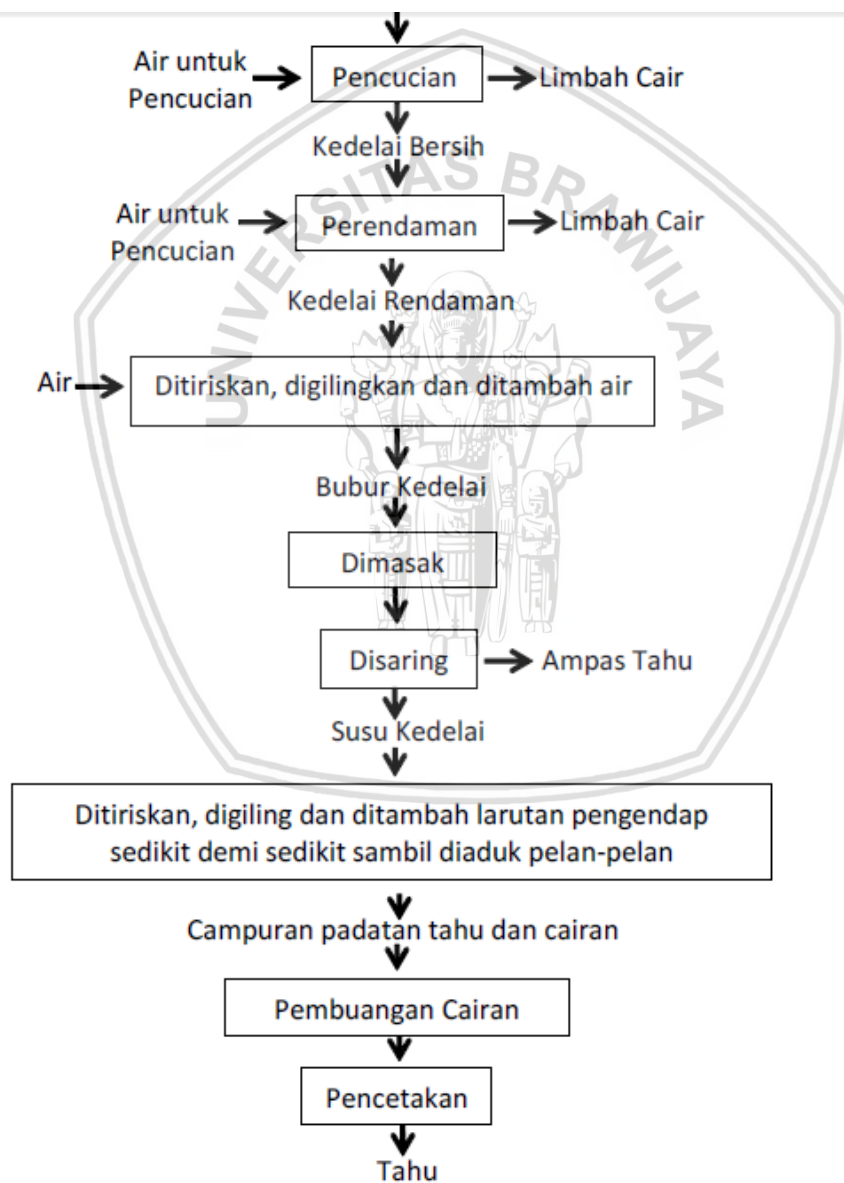 Air untuk
Pencucian
Pencucian
Limbah Cair
Kedelai Bersih
UNIVERSITAS BRAWIJAYA
Air untuk
Pencucian
Perendaman
Limbah Cair
Kedelai Rendaman
Air
Ditiriskan, digilingkan dan ditambah air
Bubur Kedelai
Dimasak
Disaring
Ampas Tahu
Susu Kedelai
Ditiriskan, digiling dan ditambah larutan pengendap
sedikit demi sedikit sambil diaduk pelan-pelan
Campuran padatan tahu dan cairan
Pembuangan Cairan
Pencetakan
Tahu